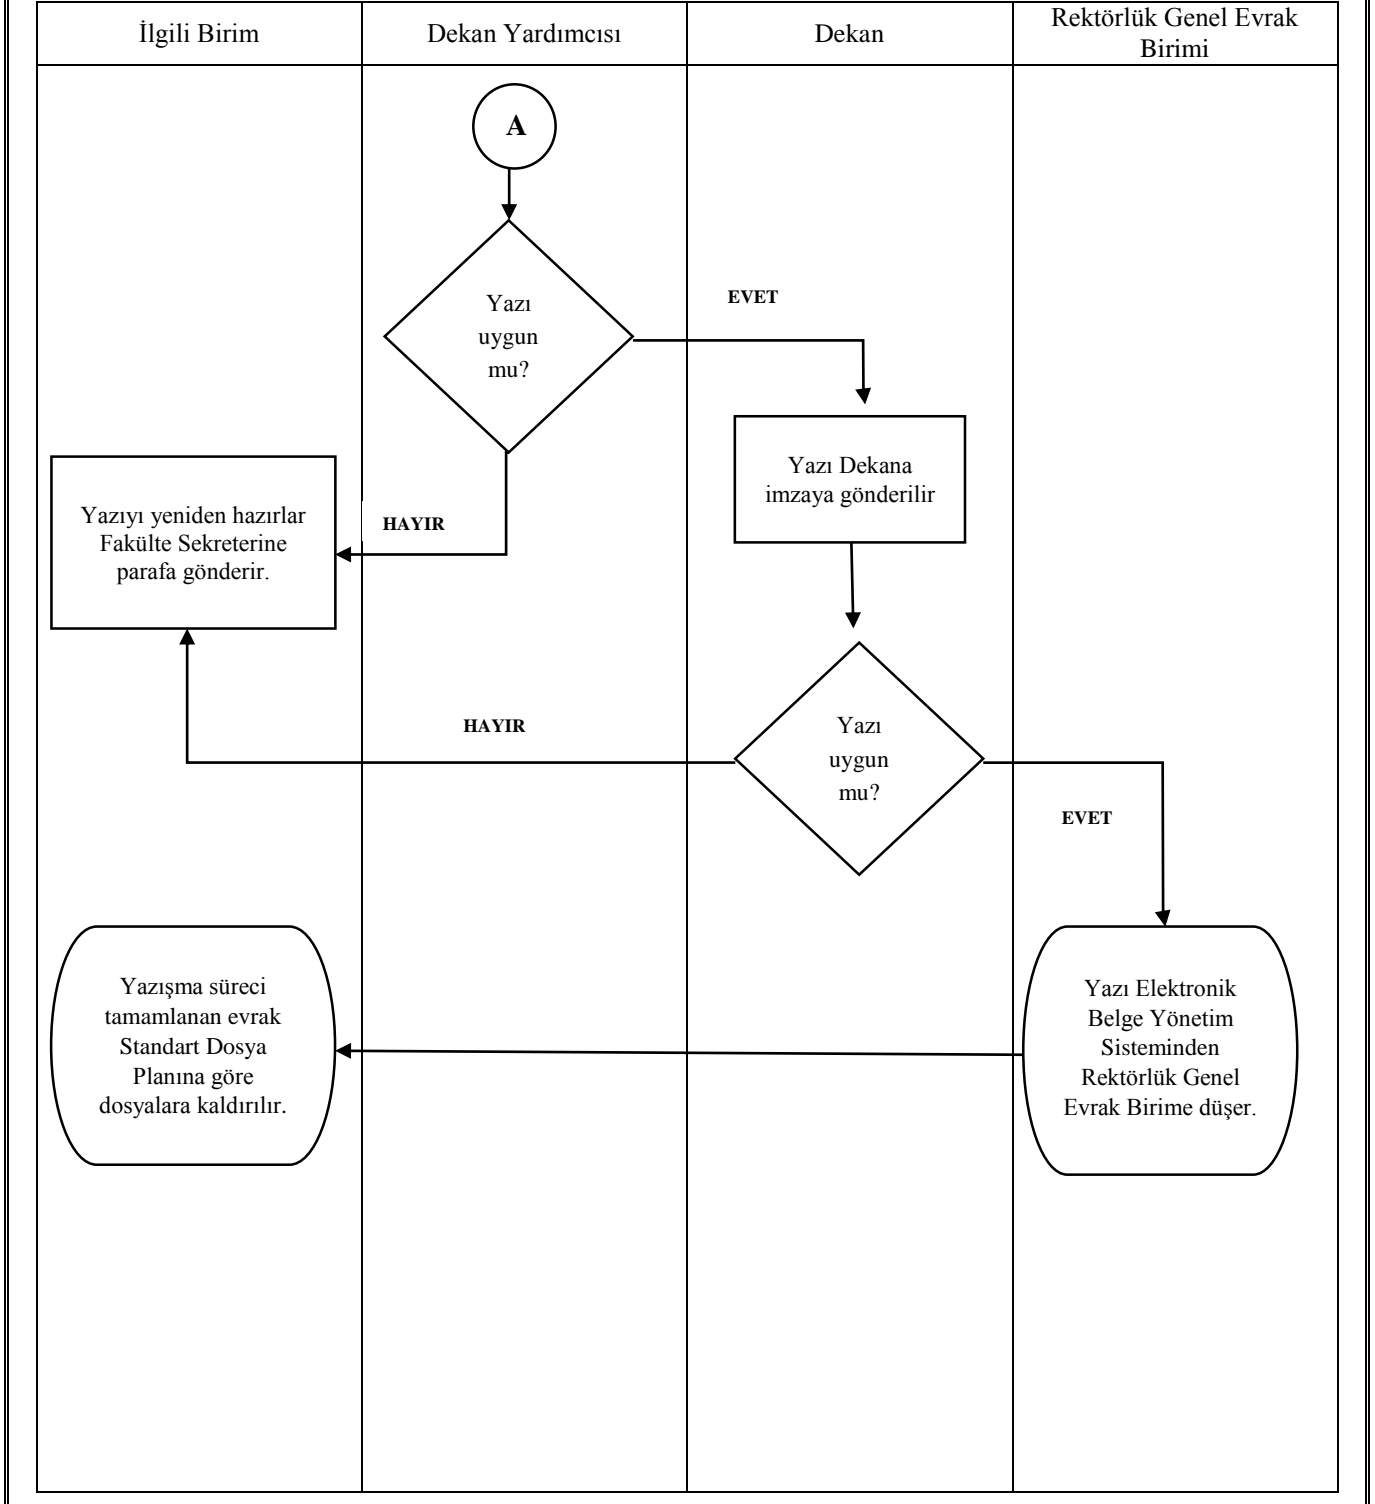 İlgili Birim
Dekan Yardımcısı
Dekan
Rektörlük Genel Evrak
Birimi
A
Yazı
uygun
mu?
EVET
Yazı Dekana
imzaya gönderilir
HAYIR
Yazıyı yeniden hazırlar
Fakülte Sekreterine
parafa gönderir.
HAYIR
Yazı
uygun
mu?
EVET
Yazışma süreci
tamamlanan evrak
Standart Dosya
Planına göre
dosyalara kaldırılır.
Yazı Elektronik
Belge Yönetim
Sisteminden
Rektörlük Genel
Evrak Birime düşer.